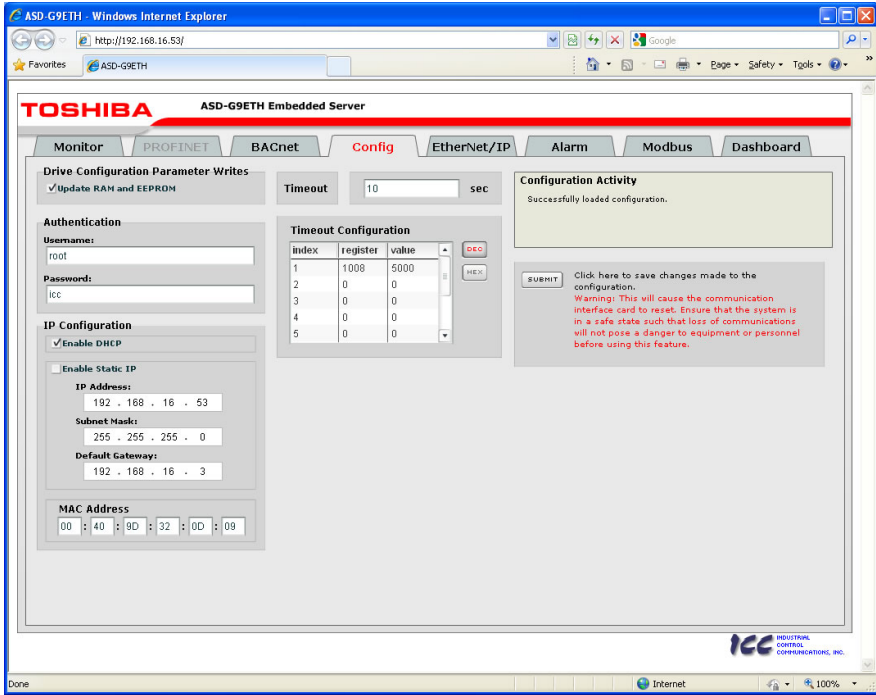 ASD-G9ETH - Windows Internet Explorer
http://192.168.16.53/
Google
Favorites
ASD-G9ETH
Page
Safety
Tools
TOSHIBA
ASD-G9ETH Embedded Server
Monitor
PROFINET
BACnet
Config
EtherNet/IP
Alarm
Modbus
Dashboard
Drive Configuration Parameter Writes
Update RAM and EEPROM
Authentication
Username:
root
Password:
icc
IP Configuration
Enable DHCP
Enable Static IP
IP Address:
192 . 168 . 16 . 53
Subnet Mask:
255 . 255 . 255 . 0
Default Gateway:
192 . 168 . 16 . 3
MAC Address
00 : 40 : 9D : 32 : 0D : 09
Timeout
10 sec
Timeout Configuration
index register value
1 1008 5000
2 0 0
3 0 0
4 0 0
5 0 0
DEC
HEX
Configuration Activity
Successfully loaded configuration.
SUBMIT
Click here to save changes made to the
configuration.
Warning: This will cause the communication
interface card to reset. Ensure that the system is
in a safe state such that loss of communications
will not pose a danger to equipment or personnel
before using this feature.
ICC
INDUSTRIAL
CONTROL
COMMUNICATIONS, INC.
Done
Internet
100%